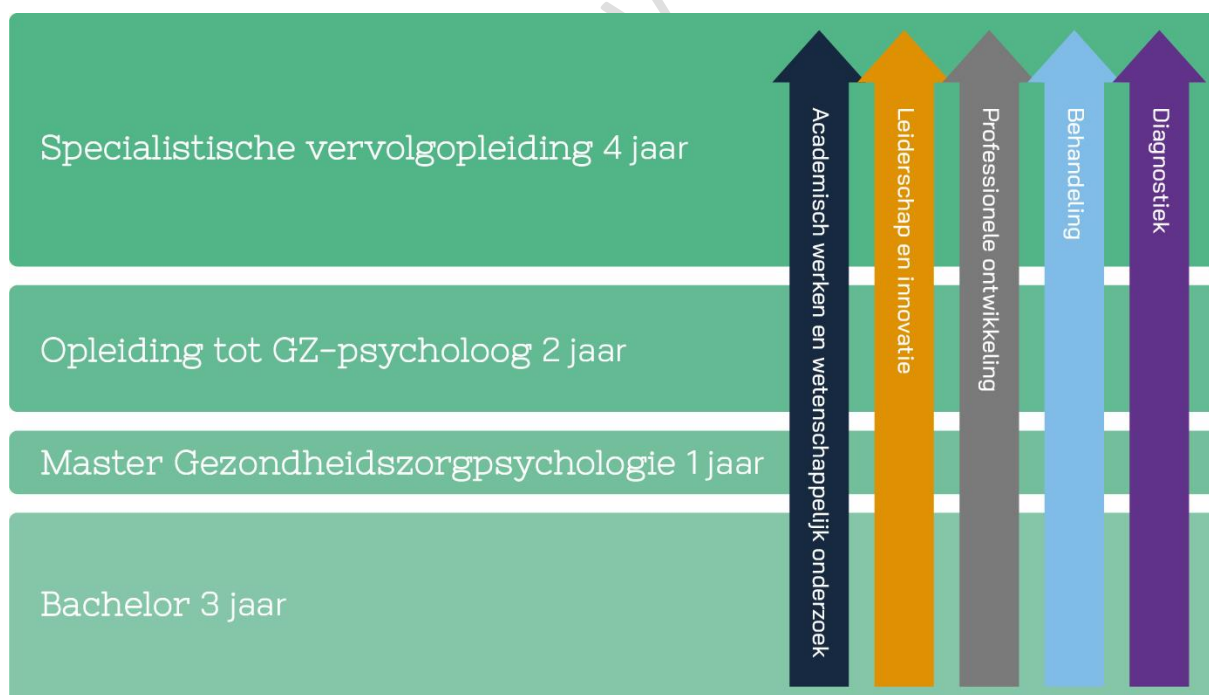 Specialistische vervolgopleiding 4 jaar
Opleiding tot GZ-psycholoog 2 jaar
Master Gezondheidszorgpsychologie 1 jaar
Bachelor 3 jaar
Academisch werken en wetenschappelijk onderzoek
Leiderschap en innovatie
Professionele ontwikkeling
Behandeling
Diagnostiek